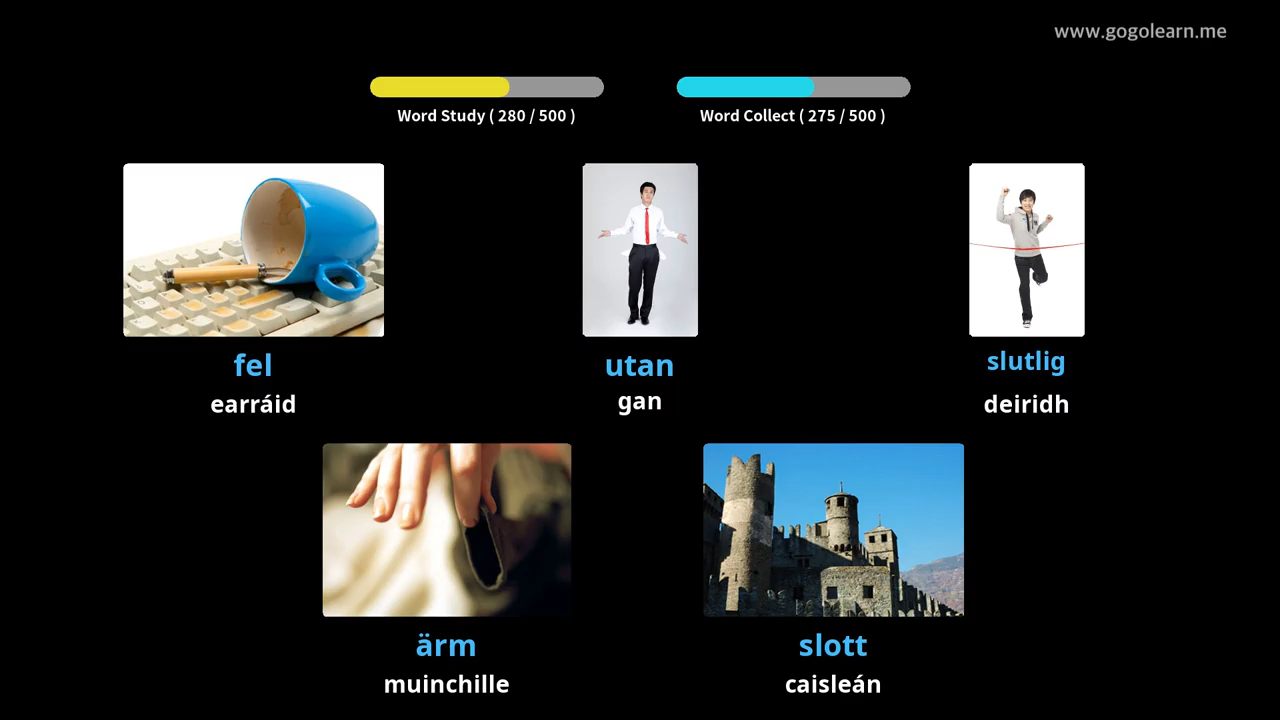 www.gogolearn.me
Word Study ( 280 / 500 )
Word Collect ( 275 / 500 )
fel
earráid
utan
gan
slutlig
deiridh
ärm
muinchille
slott
caisleán